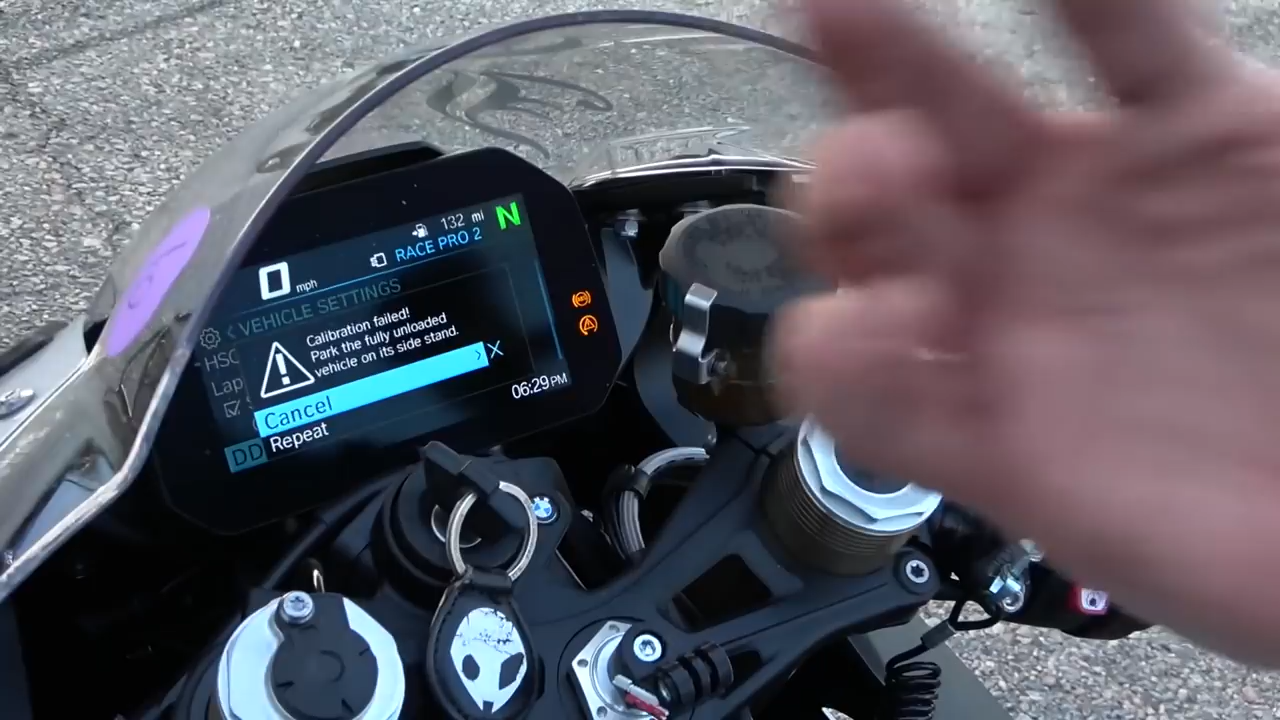 132 mi N
RACE PRO 2
0 mph
< VEHICLE SETTINGS
Calibration failed!
Park the fully unloaded
vehicle on its side stand.
HSC
Lap
Cancel
Repeat
DD
06:29 PM